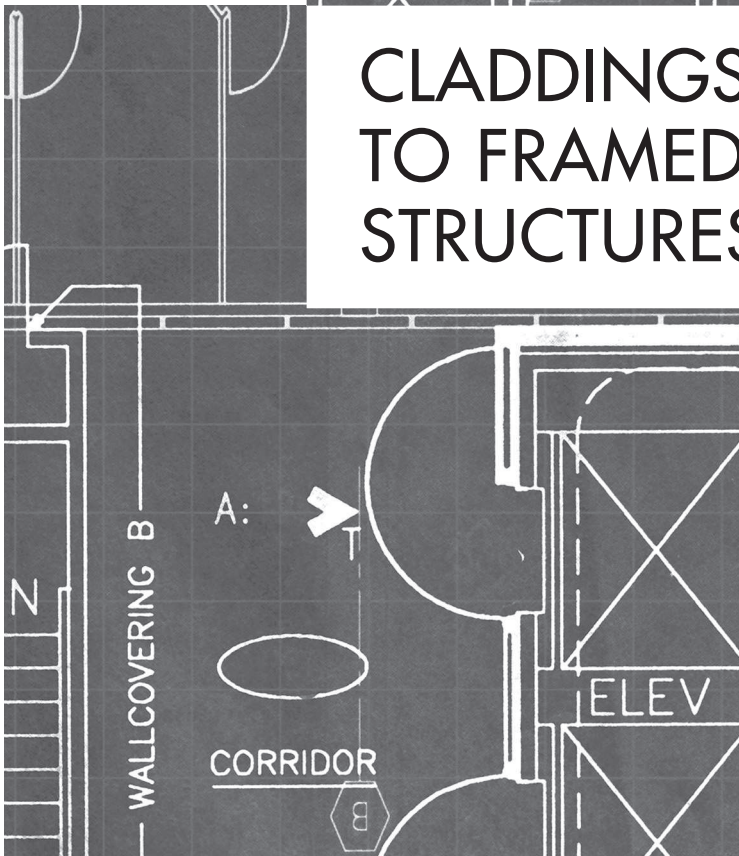 CLADDINGS
TO FRAMED
STRUCTURES
A:
T
N
WALLCOVERING B
ELEV
CORRIDOR
B